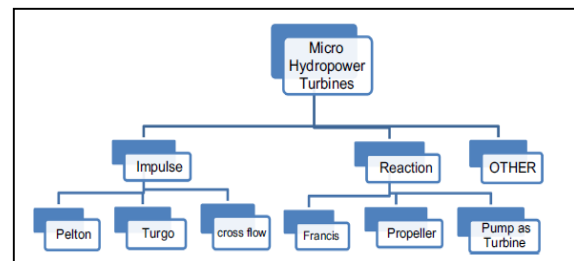 Micro
Hydropower
Turbines
Impulse
Reaction
OTHER
Pelton
Turgo
cross flow
Francis
Propeller
Pump as
Turbine